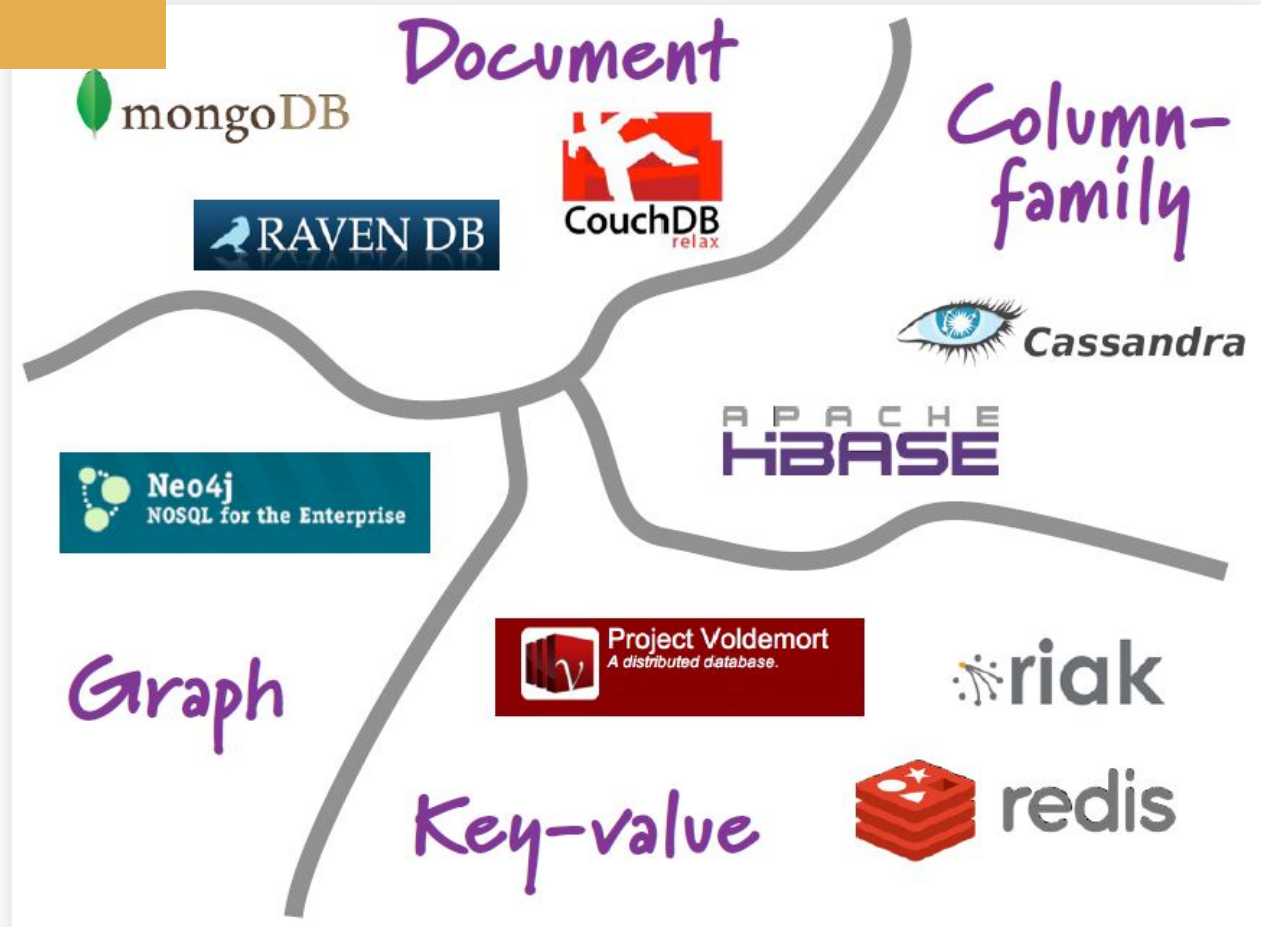 Document
mongoDB
CouchDB
relax
RAVEN DB
Column-
family
Cassandra
APACHE
HBASE
Neo4j
NOSQL for the Enterprise
Graph
Project Voldemort
A distributed database.
v
riak
redis
Key-value